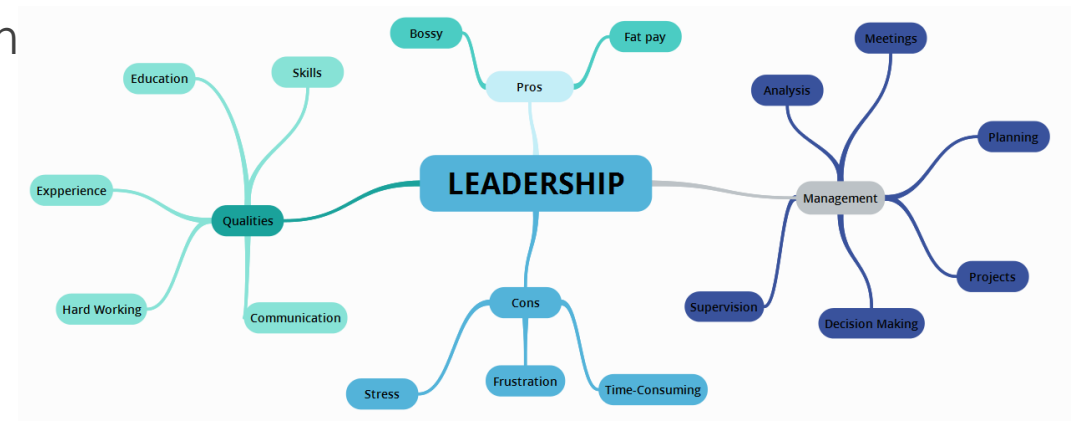 n
Bossy
Fat pay
Pros
Education
Skills
Expperience
Qualities
Hard Working
Communication
LEADERSHIP
Meetings
Analysis
Planning
Management
Projects
Supervision
Decision Making
Cons
Stress
Frustration
Time-Consuming